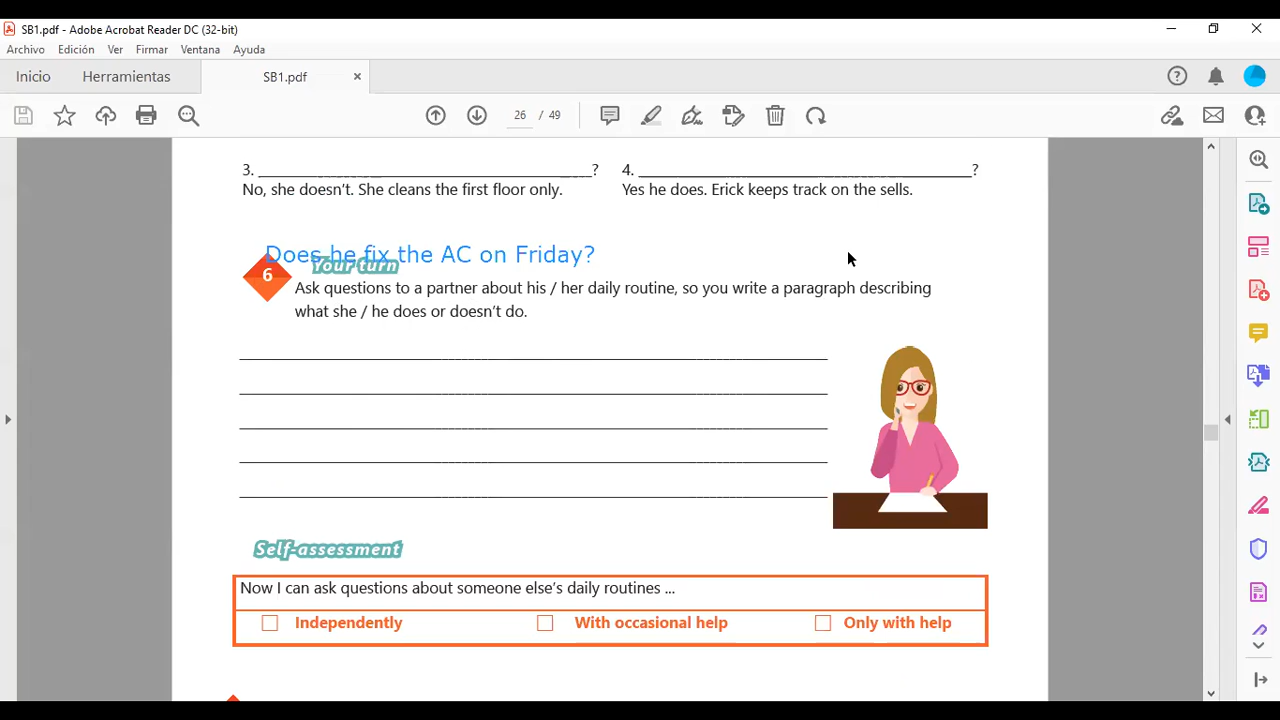 SB1.pdf - Adobe Acrobat Reader DC (32-bit)
Archivo Edición Ver Firmar Ventana Ayuda
Inicio Herramientas SB1.pdf ×
26 / 49
3. ______________________________? 4. ______________________________?
No, she doesn't. She cleans the first floor only. Yes he does. Erick keeps track on the sells.
Does he fix the AC on Friday?
6 Your turn
Ask questions to a partner about his / her daily routine, so you write a paragraph describing
what she / he does or doesn't do.
Self-assessment
Now I can ask questions about someone else's daily routines ...
Independently With occasional help Only with help